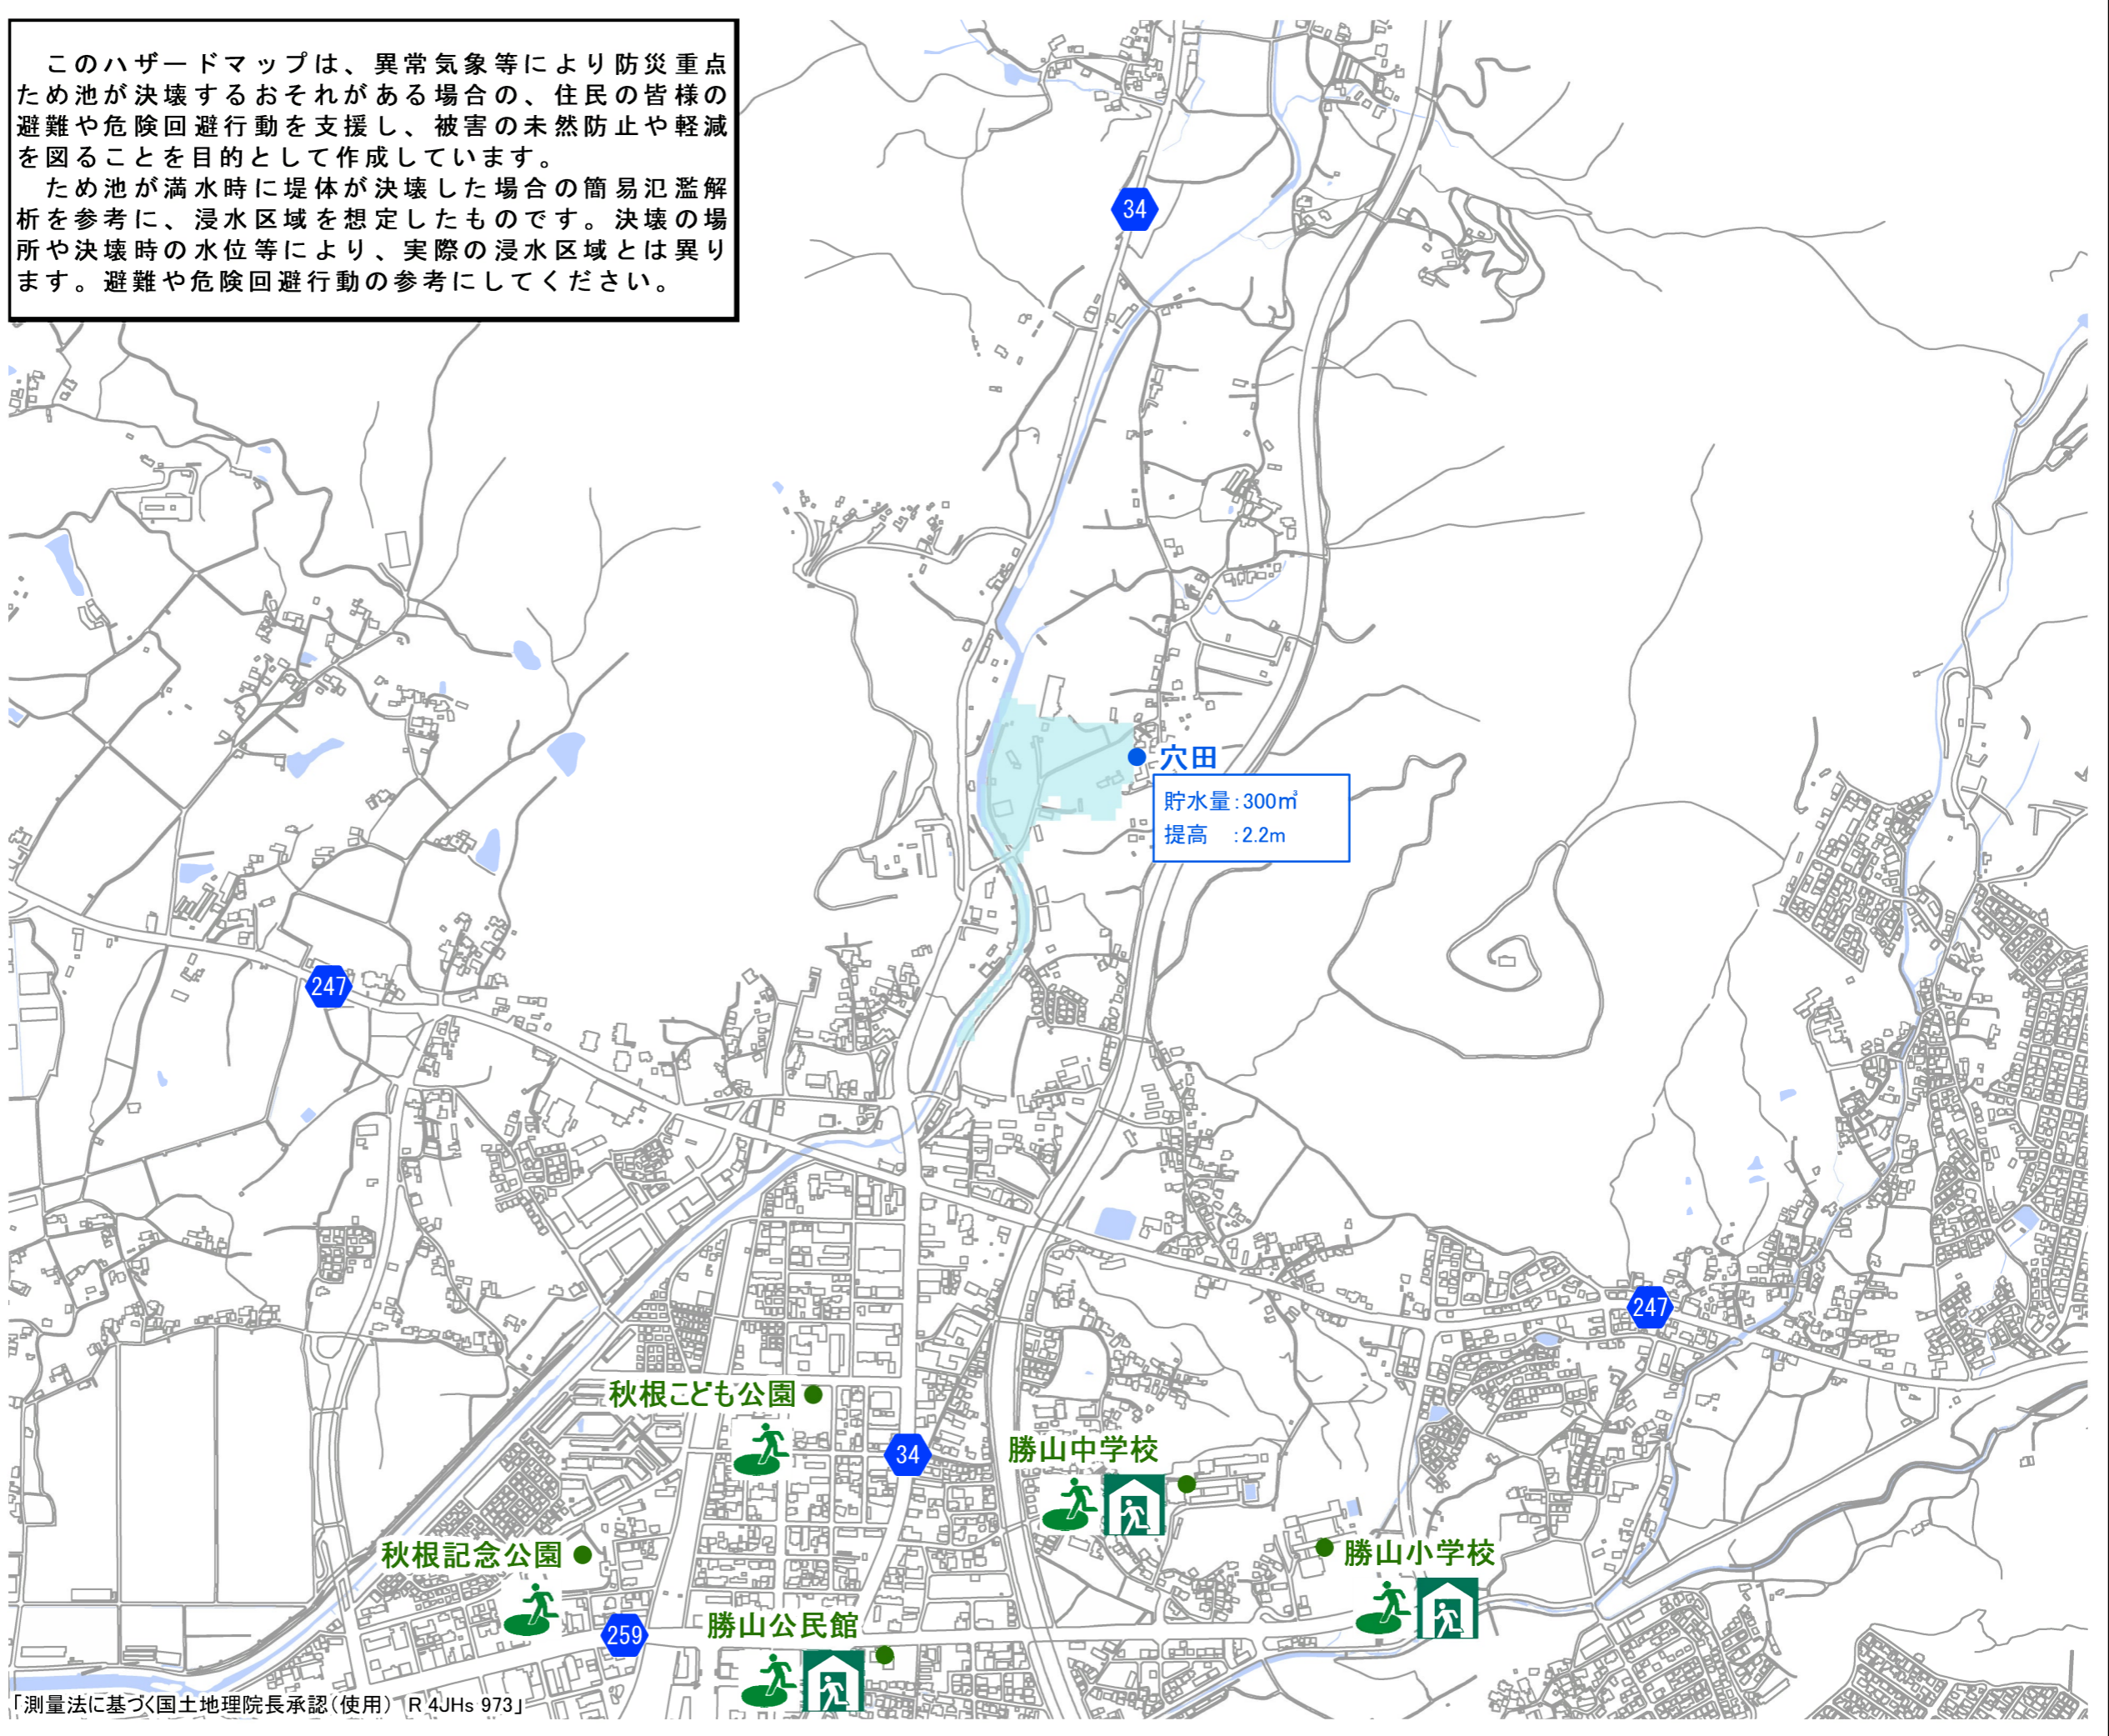 このハザードマップは、異常気象等により防災重点
ため池が決壊するおそれがある場合の、住民の皆様の
避難や危険回避行動を支援し、被害の未然防止や軽減
を図ることを目的として作成しています。
ため池が満水時に堤体が決壊した場合の簡易氾濫解
析を参考に、浸水区域を想定したものです。決壊の場
所や決壊時の水位等により、実際の浸水区域とは異り
ます。避難や危険回避行動の参考にしてください。
34
穴田
貯水量:300㎥
提高 :2.2m
247
247
秋根こども公園
34
勝山中学校
秋根記念公園
勝山小学校
259
勝山公民館
「測量法に基づく国土地理院長承認(使用) R 4JHs 973」